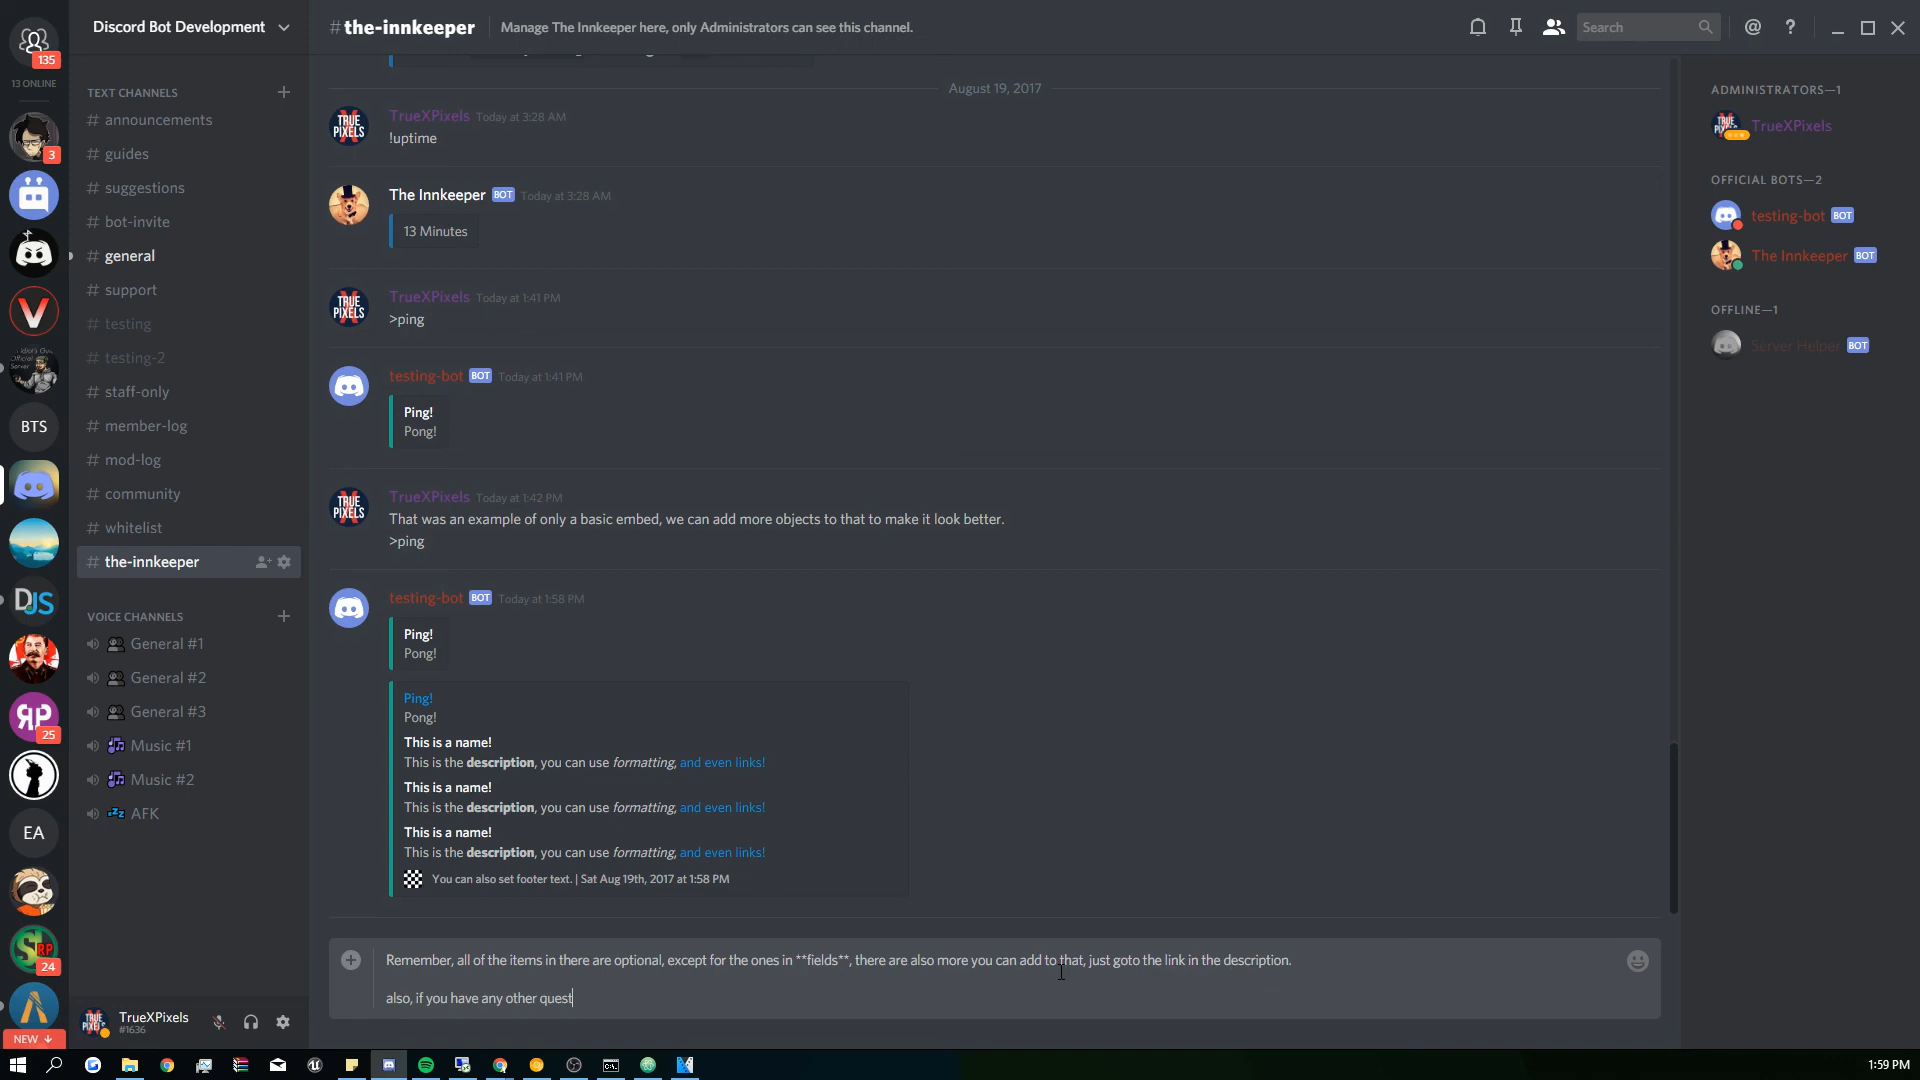 Discord Bot Development
#the-innkeeper
Manage The Innkeeper here, only Administrators can see this channel.
Search
135
13 ONLINE
3
BTS
DJS
25
EA
24
NEW
TEXT CHANNELS
# announcements
# guides
# suggestions
# bot-invite
# general
# support
# testing
# testing-2
# staff-only
# member-log
# mod-log
# community
# whitelist
# the-innkeeper
VOICE CHANNELS
General #1
General #2
General #3
Music #1
Music #2
AFK
TrueXPixels
#1636
August 19, 2017
TRUE PIXELS
TrueXPixels Today at 3:28 AM
!uptime
The Innkeeper BOT Today at 3:28 AM
13 Minutes
TRUE PIXELS
TrueXPixels Today at 1:41 PM
>ping
testing-bot BOT Today at 1:41 PM
Ping!
Pong!
TRUE PIXELS
TrueXPixels Today at 1:42 PM
That was an example of only a basic embed, we can add more objects to that to make it look better.
>ping
testing-bot BOT Today at 1:58 PM
Ping!
Pong!
Ping!
Pong!
This is a name!
This is the description, you can use formatting, and even links!
This is a name!
This is the description, you can use formatting, and even links!
This is a name!
This is the description, you can use formatting, and even links!
You can also set footer text. | Sat Aug 19th, 2017 at 1:58 PM
Remember, all of the items in there are optional, except for the ones in **fields**, there are also more you can add to that, just goto the link in the description.
also, if you have any other quest
ADMINISTRATORS—1
TrueXPixels
OFFICIAL BOTS—2
testing-bot BOT
The Innkeeper BOT
OFFLINE—1
Server Helper BOT
1:59 PM